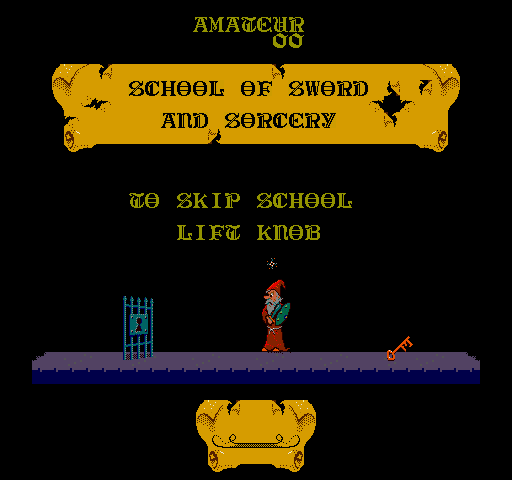 AMATEUR
00
SCHOOL OF SWORD
AND SORCERY
TO SKIP SCHOOL
LIFT KNOB